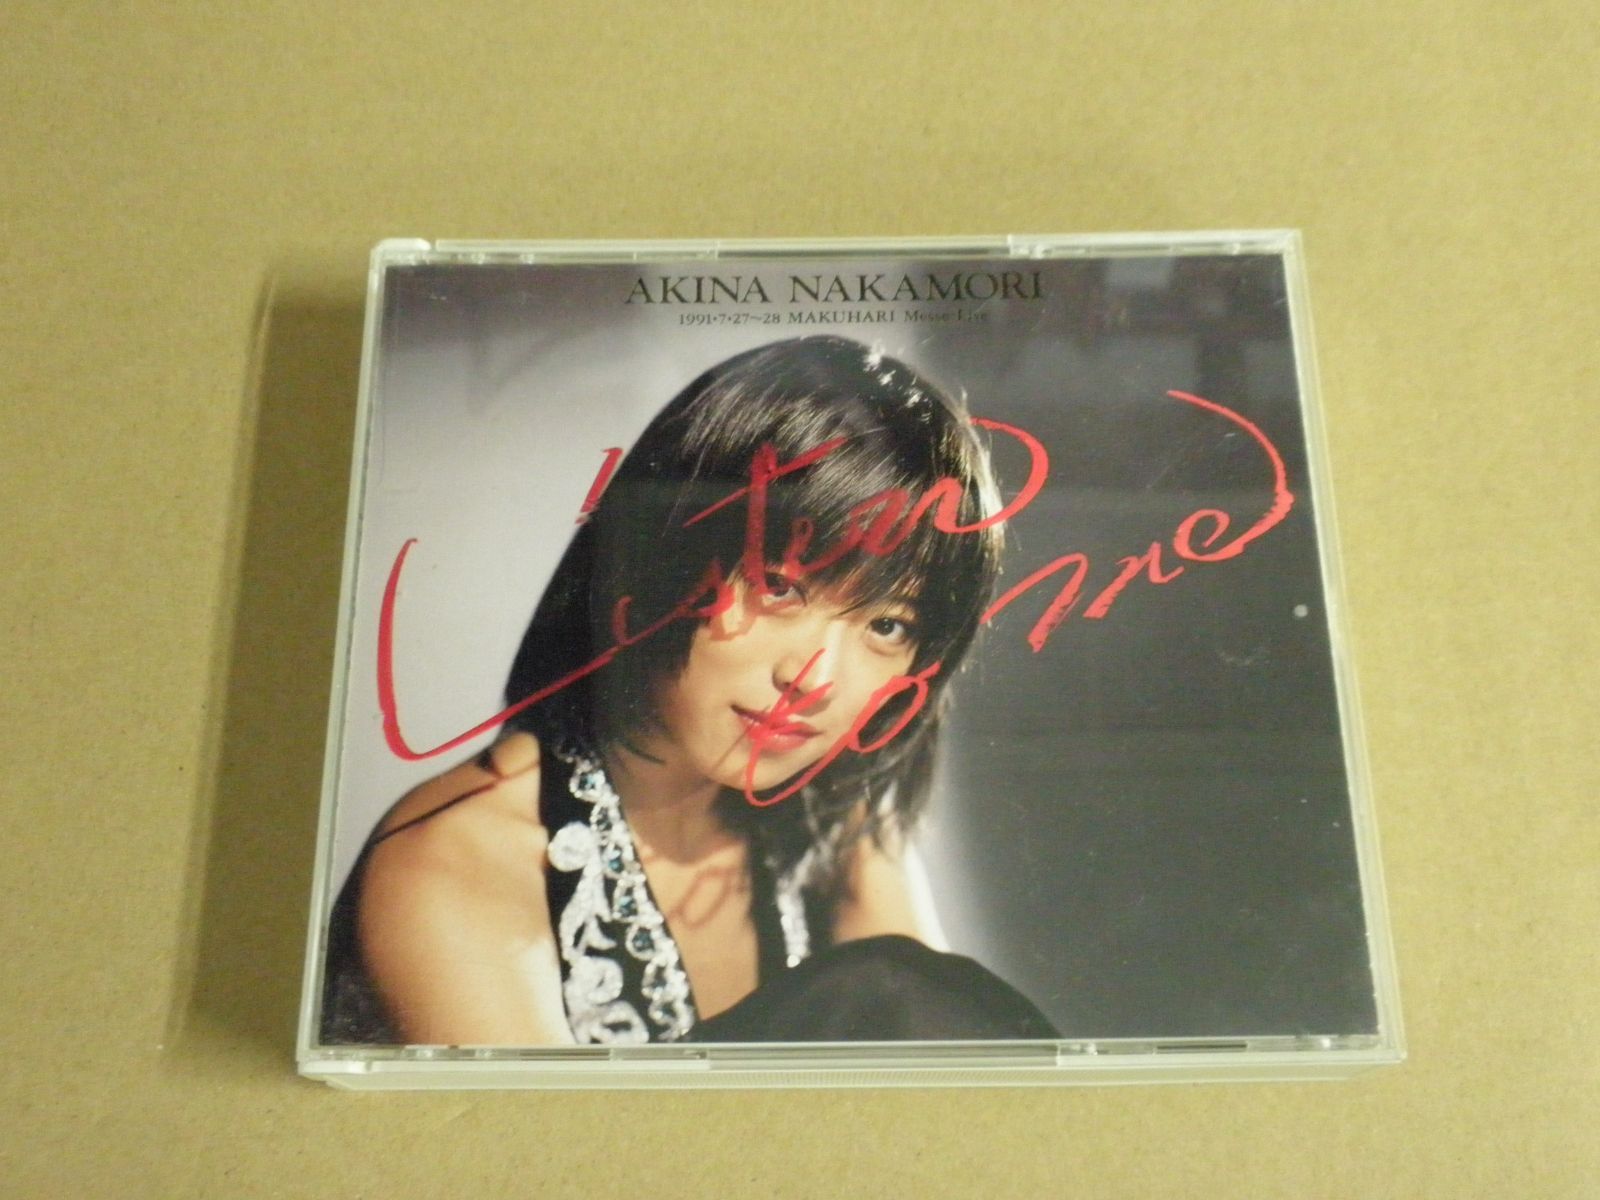 AKINA NAKAMORI
1991・7・27~28 MAKUHARI Messe Live
Listen
to me